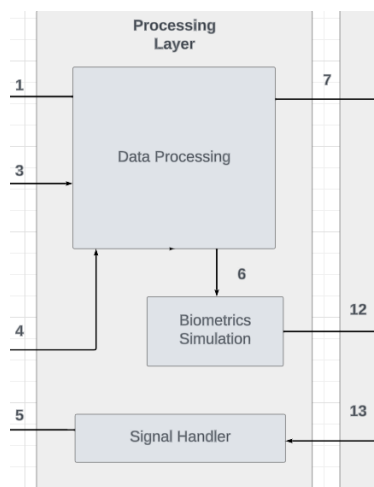 Processing
Layer
1
7
Data Processing
3
6
4
Biometrics
Simulation
12
5
13
Signal Handler